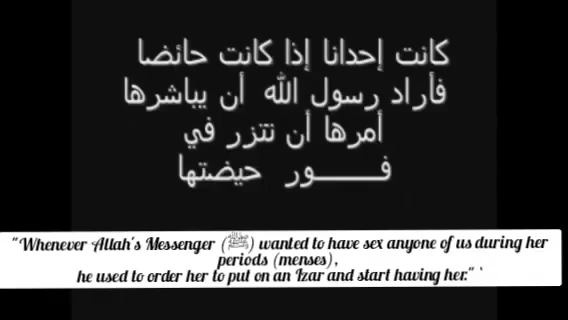 كانت إحدانا إذا كانت حائضا
فأراد رسول الله أن يباشرها
أمرها أن تتزر في
فـــــور حيضتها
"Whenever Allah's Messenger (ﷺ) wanted to have sex anyone of us during her
periods (menses),
he used to order her to put on an Izar and start having her." `